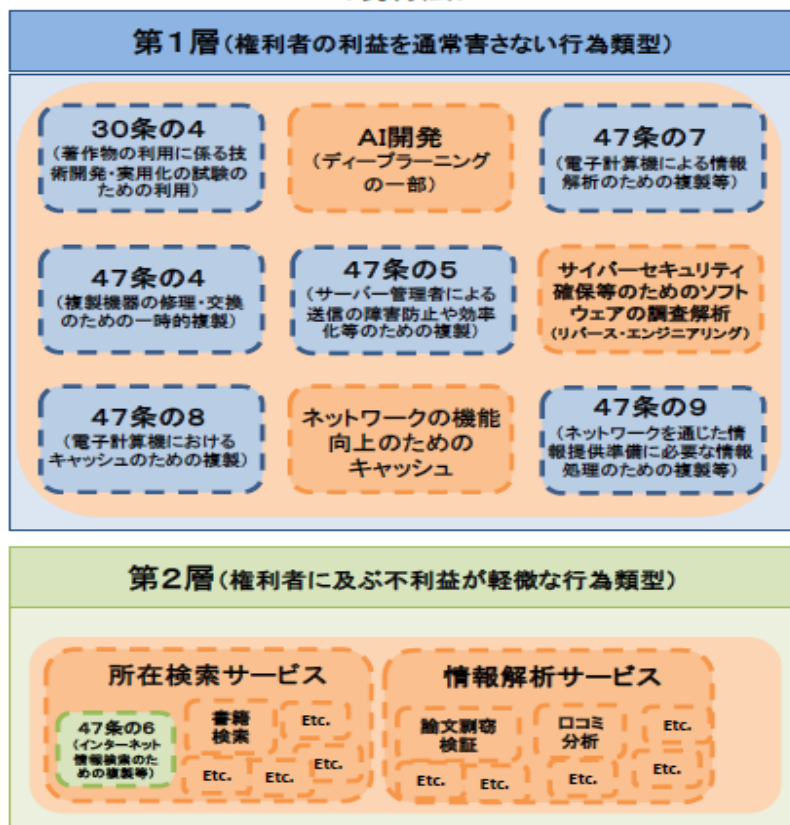 第1層(権利者の利益を通常害さない行為類型)
30条の4
(著作物の利用に係る技
術開発・実用化の試験の
ための利用)
AI開発
(ディープラーニング
の一部)
47条の7
(電子計算機による情報
解析のための複製等)
47条の4
(複製機器の修理・交換
のための一時的複製)
47条の5
(サーバー管理者による
送信の障害防止や効率
化等のための複製)
サイバーセキュリティ
確保等のためのソフト
ウェアの調査解析
(リバース・エンジニアリング)
47条の8
(電子計算機における
キャッシュのための複製)
ネットワークの機能
向上のための
キャッシュ
47条の9
(ネットワークを通じた情
報提供準備に必要な情報
処理のための複製等)
第2層(権利者に及ぶ不利益が軽微な行為類型)
所在検索サービス
47条の6
(インターネット
情報検索のた
めの複製等)
書籍
検索
Etc.
Etc.
Etc.
Etc.
情報解析サービス
論文剽窃
検証
口コミ
分析
Etc.
Etc.
Etc.
Etc.
Etc.